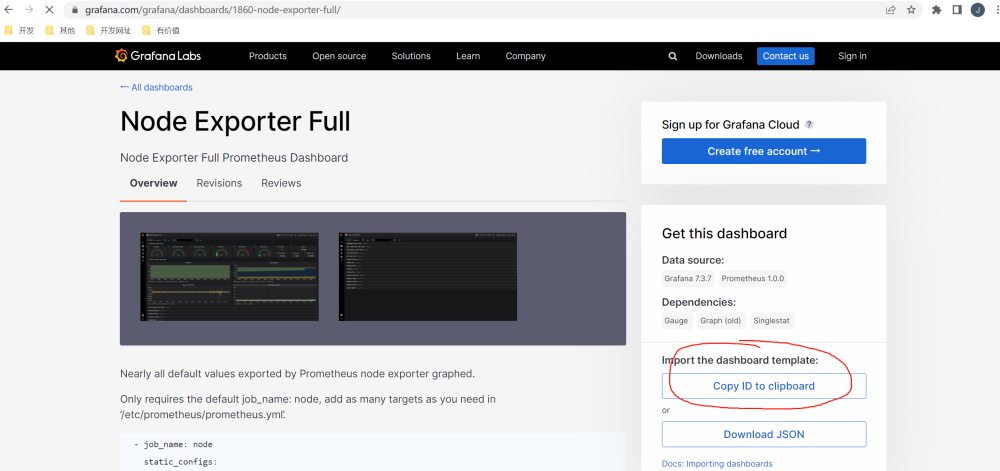 grafana.com/grafana/dashboards/1860-node-exporter-full/
J
开发 其他 开发网址 有价值
Grafana Labs Products Open source Solutions Learn Company Downloads Contact us Sign in
← All dashboards
Node Exporter Full
Node Exporter Full Prometheus Dashboard
Overview Revisions Reviews
Nearly all default values exported by Prometheus node exporter graphed.
Only requires the default job_name: node, add as many targets as you need in
'/etc/prometheus/prometheus.yml'.
- job_name: node
static_configs:
Sign up for Grafana Cloud ?
Create free account →
Get this dashboard
Data source:
Grafana 7.3.7 Prometheus 1.0.0
Dependencies:
Gauge Graph (old) Singlestat
Import the dashboard template:
Copy ID to clipboard
or
Download JSON
Docs: Importing dashboards